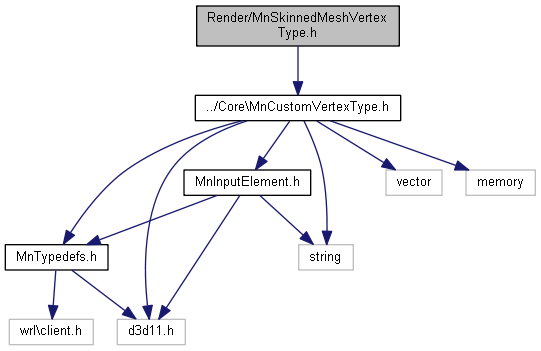 Render/MnSkinnedMeshVertex
Type.h
../Core\MnCustomVertexType.h
MnInputElement.h
vector
memory
MnTypedefs.h
string
wrl\client.h
d3d11.h